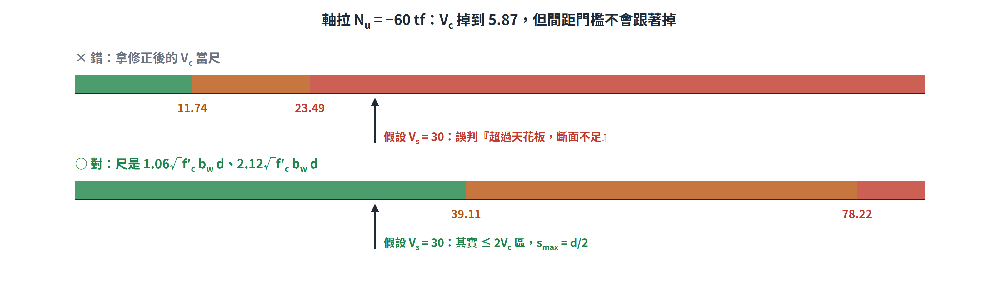 軸拉 Nu = −60 tf：Vc 掉到 5.87，但間距門檻不會跟著掉
✕ 錯：拿修正後的 Vc 當尺
11.74 23.49
假設 Vs = 30：誤判『超過天花板，斷面不足』
◯ 對：尺是 1.06√f′c bw d、2.12√f′c bw d
39.11 78.22
假設 Vs = 30：其實 ≤ 2Vc 區，smax = d/2